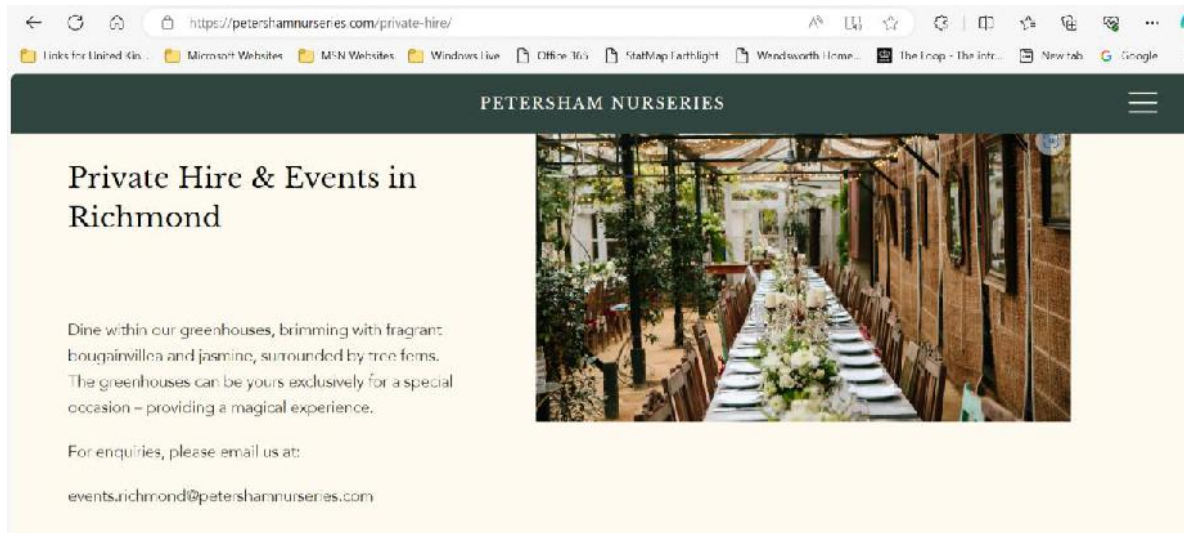 https://petershamnurseries.com/private-hire/
Links for United Kin... Microsoft Websites MSN Websites Windows Live Office 365 StatMap Earthlight Wandsworth Home... The Loop - The intr... New tab Google
PETERSHAM NURSERIES
Private Hire & Events in
Richmond
Dine within our greenhouses, brimming with fragrant
bougainvillea and jasmine, surrounded by tree ferns.
The greenhouses can be yours exclusively for a special
occasion – providing a magical experience.
For enquiries, please email us at:
events.richmond@petershamnurseries.com